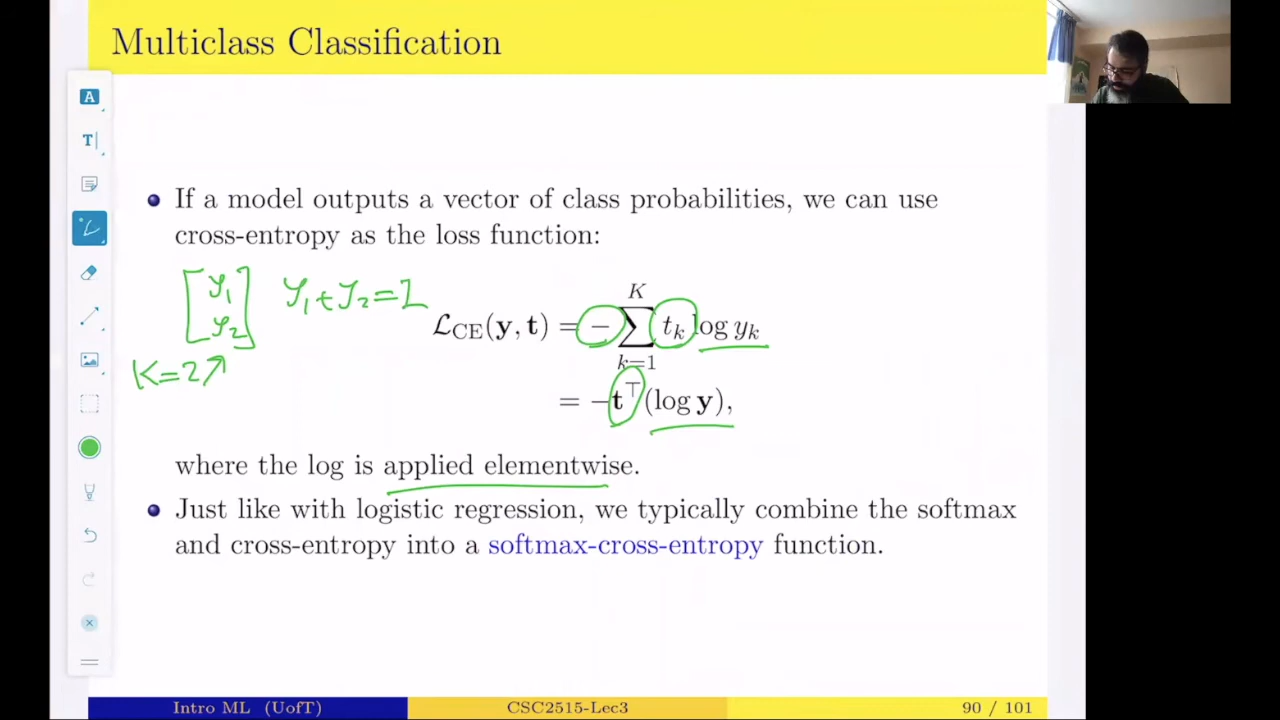 Multiclass Classification
A
T
If a model outputs a vector of class probabilities, we can use
cross-entropy as the loss function:
[y₁ y₂] y₁+y₂=1
K=2
L_CE(y, t) = − ∑_{k=1}^{K} t_k log y_k
= −t^⊤(log y),
where the log is applied elementwise.
Just like with logistic regression, we typically combine the softmax
and cross-entropy into a softmax-cross-entropy function.
Intro ML (UofT) CSC2515-Lec3 90 / 101